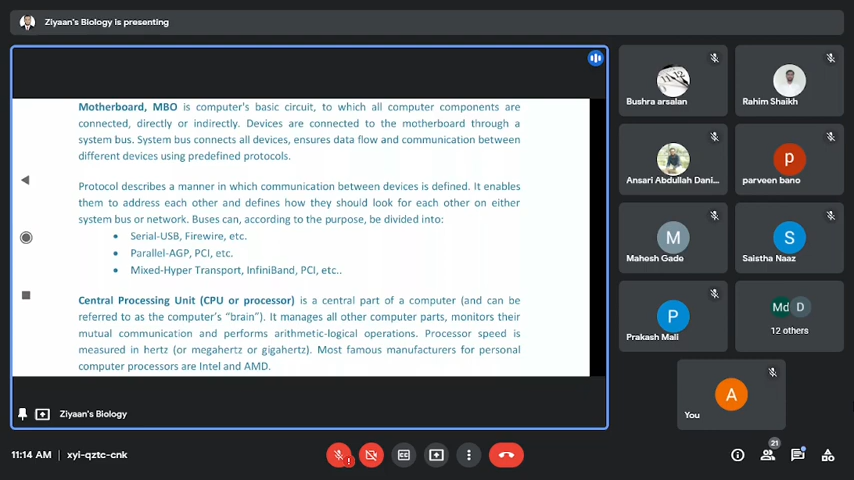 Ziyaan's Biology is presenting
Motherboard, MBO is computer's basic circuit, to which all computer components are
connected, directly or indirectly. Devices are connected to the motherboard through a
system bus. System bus connects all devices, ensures data flow and communication between
different devices using predefined protocols.
Protocol describes a manner in which communication between devices is defined. It enables
them to address each other and defines how they should look for each other on either
system bus or network. Buses can, according to the purpose, be divided into:
• Serial-USB, Firewire, etc.
• Parallel-AGP, PCI, etc.
• Mixed-Hyper Transport, InfiniBand, PCI, etc..
Central Processing Unit (CPU or processor) is a central part of a computer (and can be
referred to as the computer's “brain”). It manages all other computer parts, monitors their
mutual communication and performs arithmetic-logical operations. Processor speed is
measured in hertz (or megahertz or gigahertz). Most famous manufacturers for personal
computer processors are Intel and AMD.
Ziyaan's Biology
Bushra arsalan
Rahim Shaikh
Ansari Abdullah Dani...
p
parveen bano
M
Mahesh Gade
S
Saistha Naaz
P
Prakash Mali
Md D
12 others
A
You
11:14 AM | xyi-qztc-cnk
21